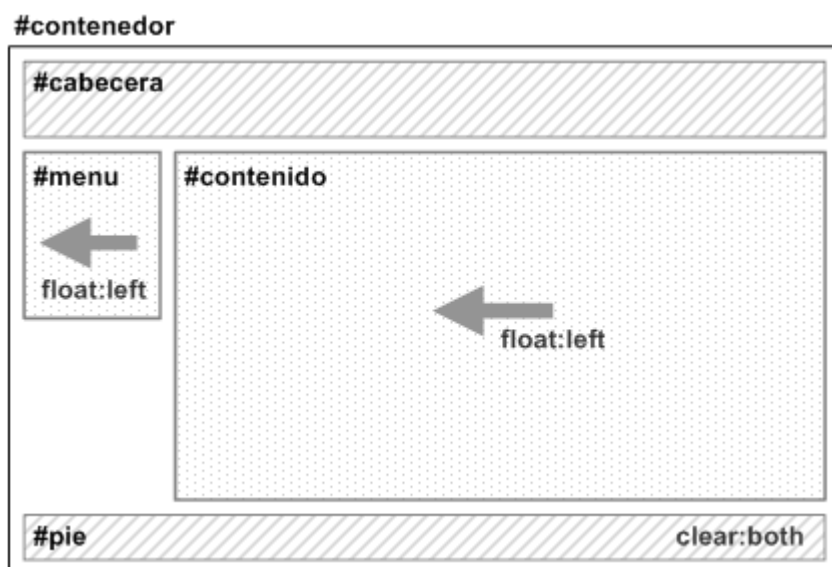 #contenedor
#cabecera
#menu
float:left
#contenido
float:left
#pie
clear:both